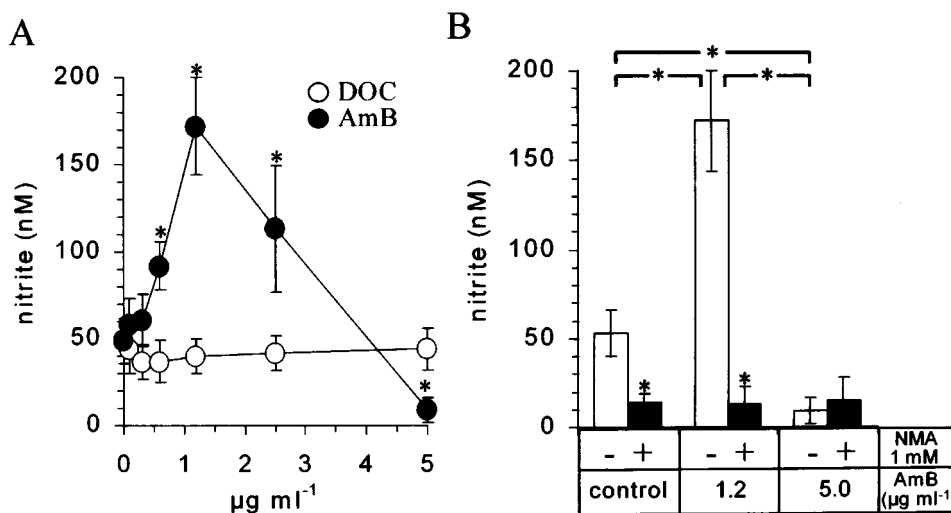 A
nitrite (nM)
200
150
100
50
0
0 1 2 3 4 5
µg ml-1
DOC
AmB
*
*
*
*
B
nitrite (nM)
200
150
100
50
0
*
*
*
*
*
- + - + - + NMA 1 mM
control 1.2 5.0 AmB (µg ml-1)